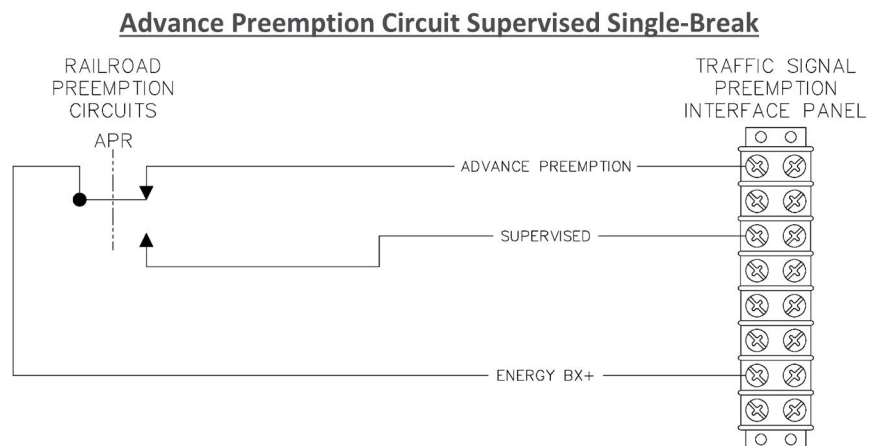 Advance Preemption Circuit Supervised Single-Break
RAILROAD
PREEMPTION
CIRCUITS
APR
TRAFFIC SIGNAL
PREEMPTION
INTERFACE PANEL
ADVANCE PREEMPTION
SUPERVISED
ENERGY BX+